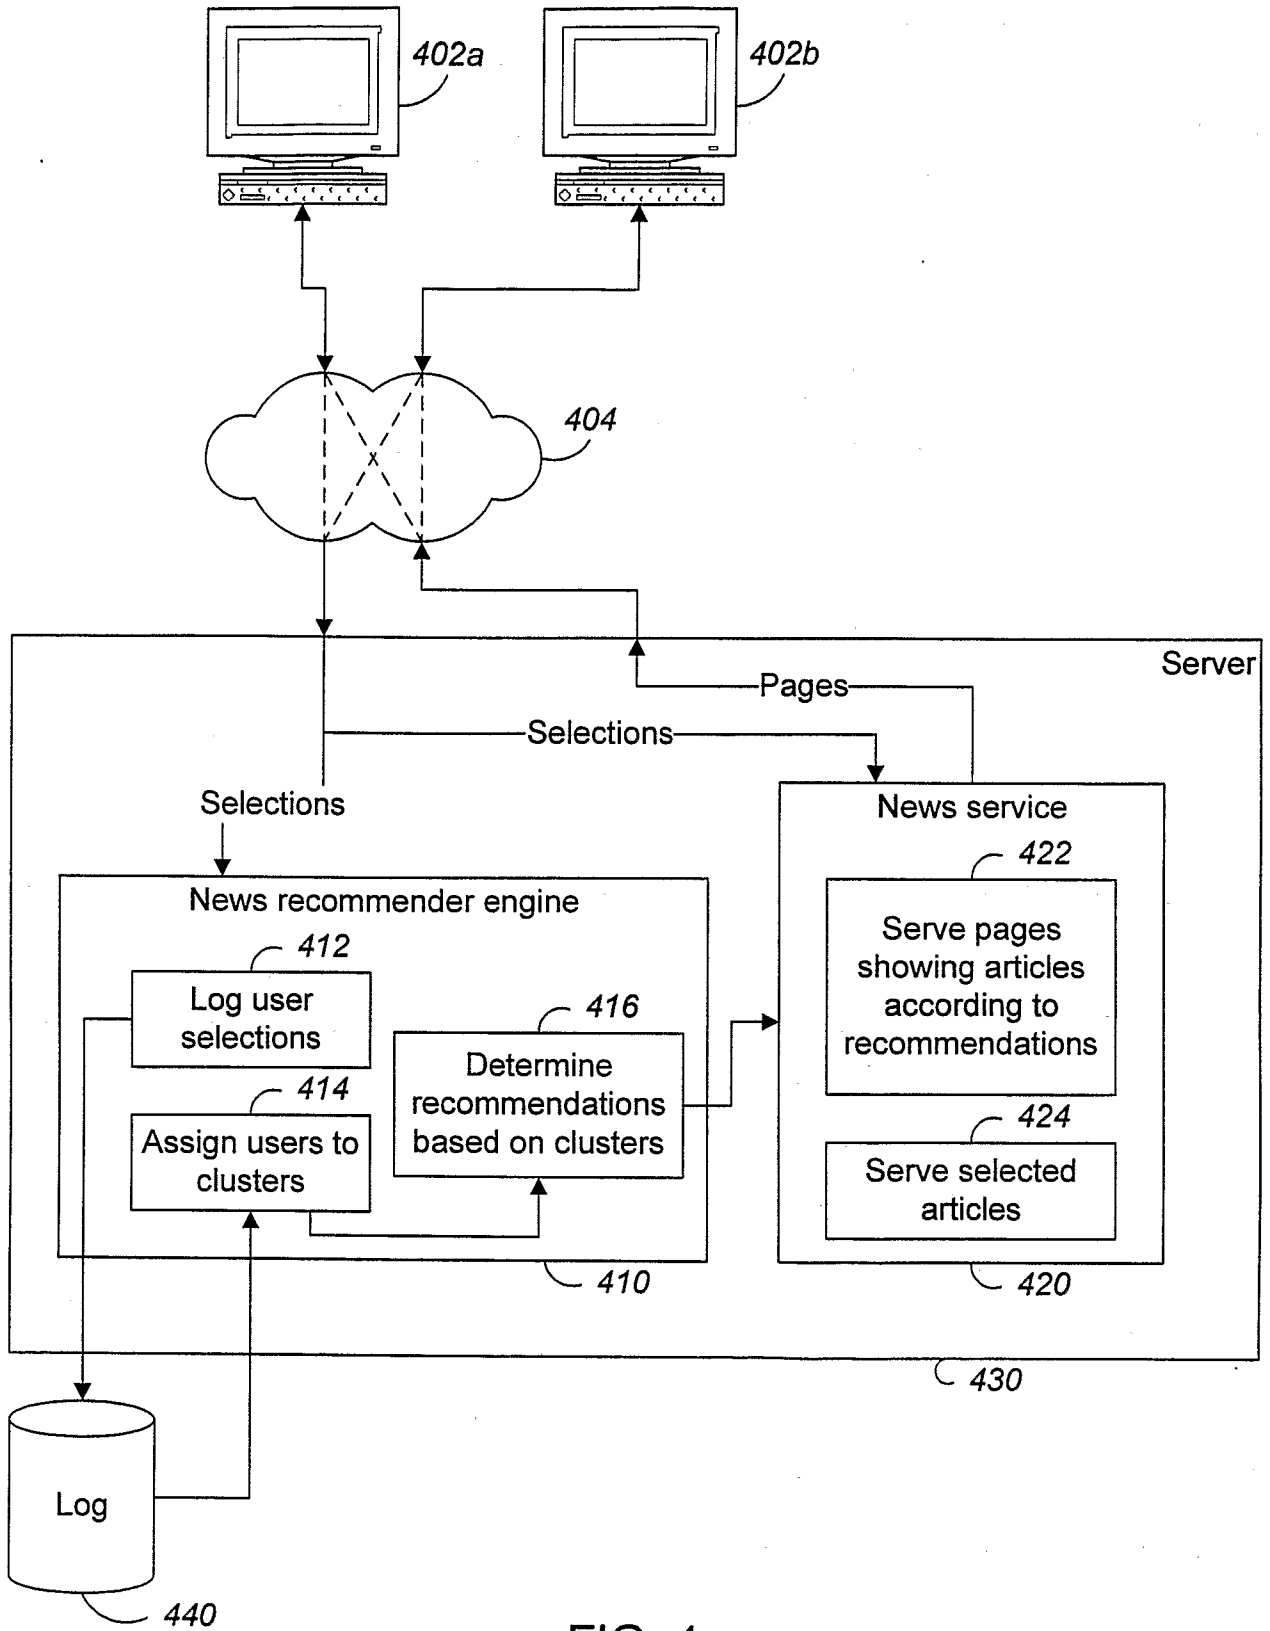 402a
402b
404
Server
Pages
Selections
Selections
News service
422
Serve pages
showing articles
according to
recommendations
News recommender engine
412
Log user
selections
416
Determine
recommendations
based on clusters
414
Assign users to
clusters
424
Serve selected
articles
410
420
430
Log
440